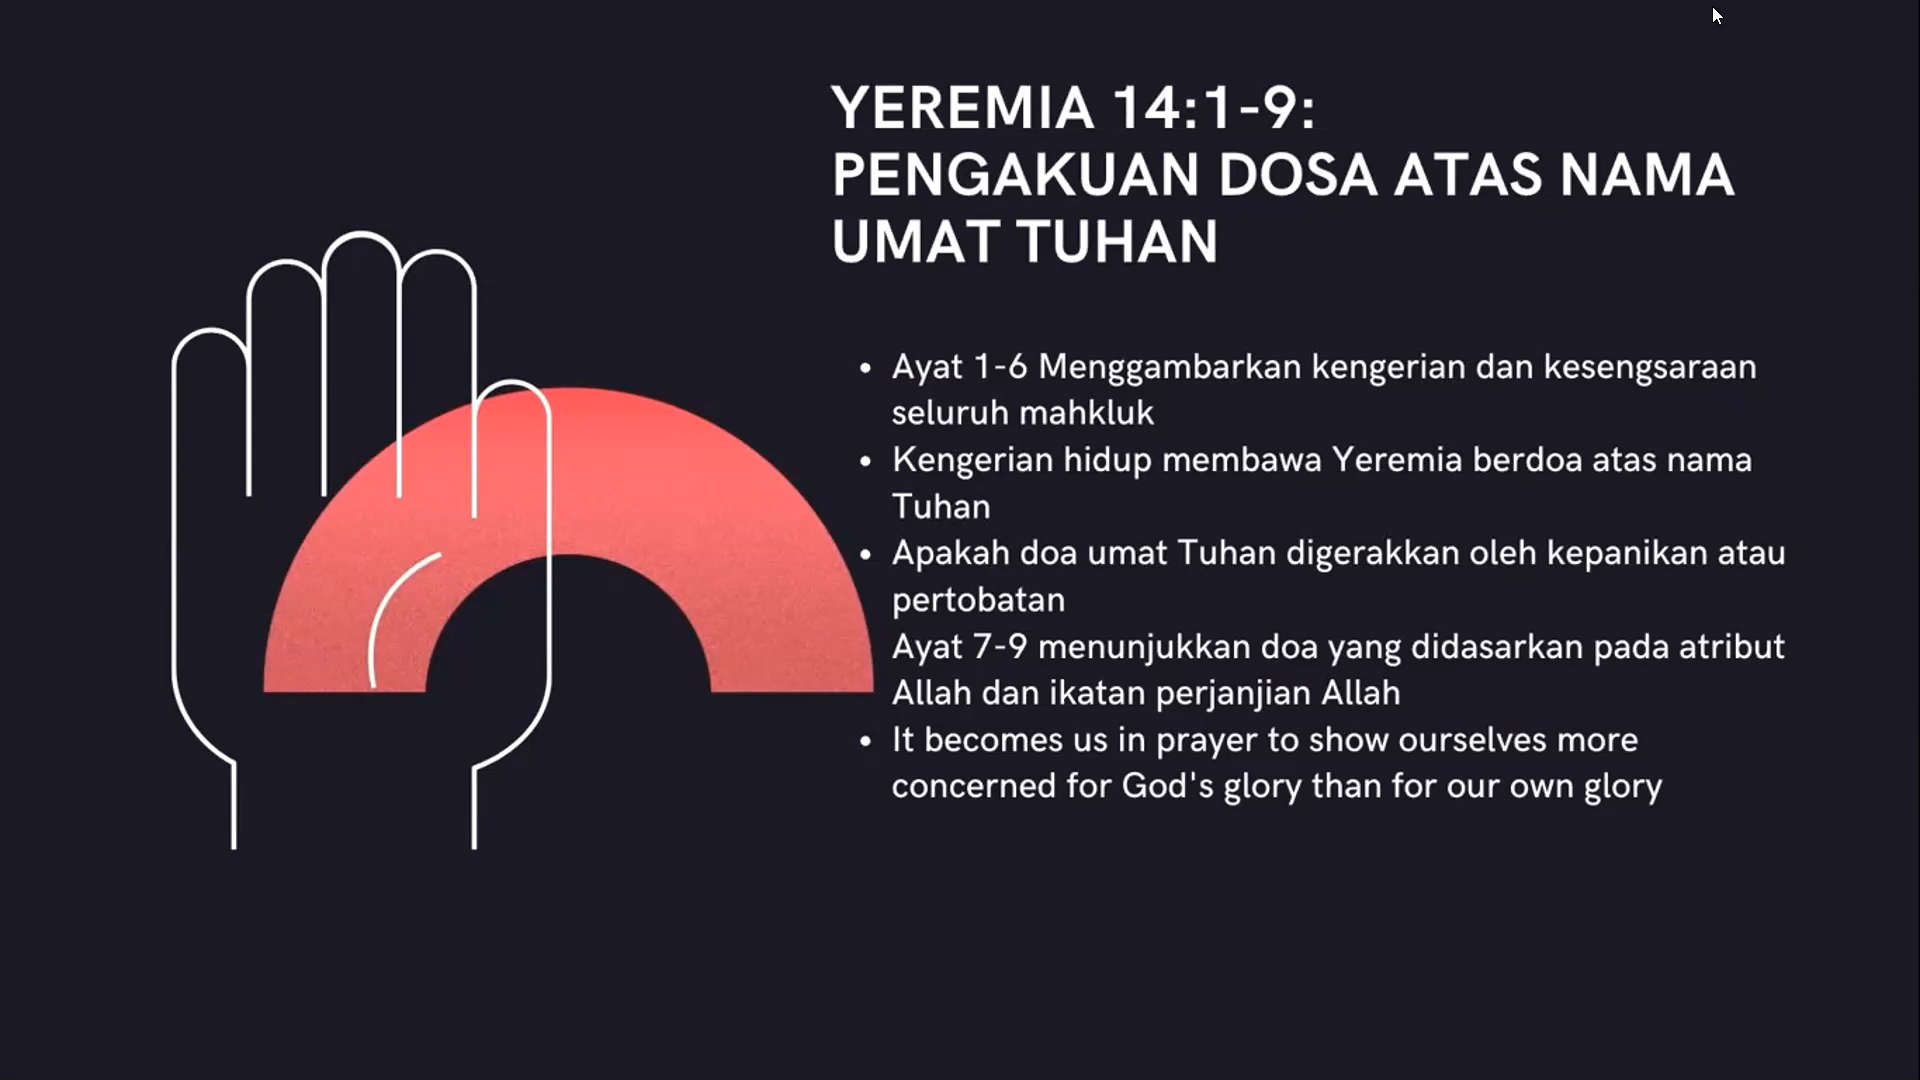 YEREMIA 14:1-9:
PENGAKUAN DOSA ATAS NAMA
UMAT TUHAN
• Ayat 1-6 Menggambarkan kengerian dan kesengsaraan
seluruh mahkluk
• Kengerian hidup membawa Yeremia berdoa atas nama
Tuhan
• Apakah doa umat Tuhan digerakkan oleh kepanikan atau
pertobatan
Ayat 7-9 menunjukkan doa yang didasarkan pada atribut
Allah dan ikatan perjanjian Allah
• It becomes us in prayer to show ourselves more
concerned for God's glory than for our own glory